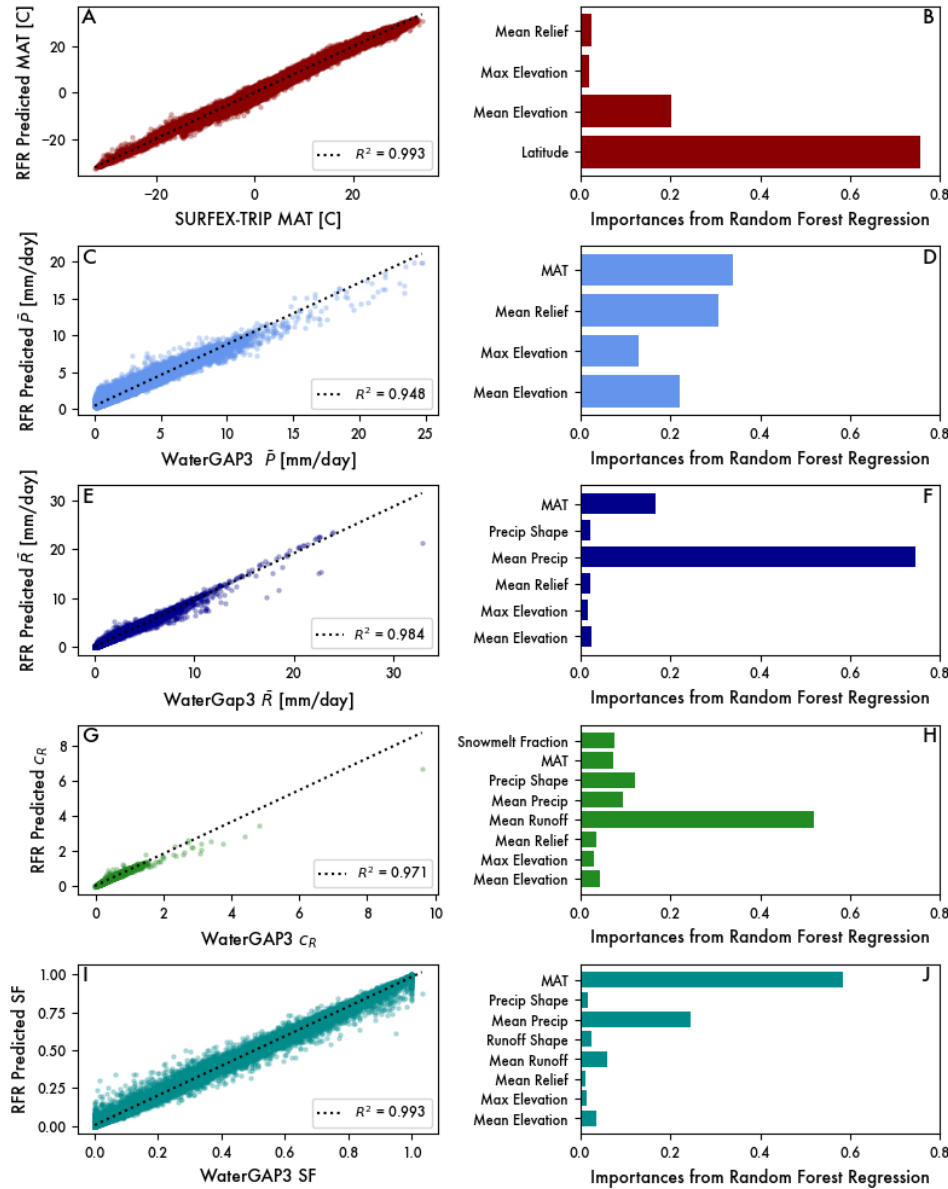 A
RFR Predicted MAT [C]
20
0
−20
R² = 0.993
−20
0
20
SURFEX-TRIP MAT [C]
B
Mean Relief
Max Elevation
Mean Elevation
Latitude
0.0
0.2
0.4
0.6
0.8
Importances from Random Forest Regression
C
RFR Predicted P̄ [mm/day]
20
15
10
5
0
R² = 0.948
0
5
10
15
20
25
WaterGAP3 P̄ [mm/day]
D
MAT
Mean Relief
Max Elevation
Mean Elevation
0.0
0.2
0.4
0.6
0.8
Importances from Random Forest Regression
E
RFR Predicted R̄ [mm/day]
30
20
10
0
R² = 0.984
0
10
20
30
WaterGap3 R̄ [mm/day]
F
MAT
Precip Shape
Mean Precip
Mean Relief
Max Elevation
Mean Elevation
0.0
0.2
0.4
0.6
0.8
Importances from Random Forest Regression
G
RFR Predicted c_R
8
6
4
2
0
R² = 0.971
0
2
4
6
8
10
WaterGAP3 c_R
H
Snowmelt Fraction
MAT
Precip Shape
Mean Precip
Mean Runoff
Mean Relief
Max Elevation
Mean Elevation
0.0
0.2
0.4
0.6
0.8
Importances from Random Forest Regression
I
RFR Predicted SF
1.00
0.75
0.50
0.25
0.00
R² = 0.993
0.0
0.2
0.4
0.6
0.8
1.0
WaterGAP3 SF
J
MAT
Precip Shape
Mean Precip
Runoff Shape
Mean Runoff
Mean Relief
Max Elevation
Mean Elevation
0.0
0.2
0.4
0.6
0.8
Importances from Random Forest Regression